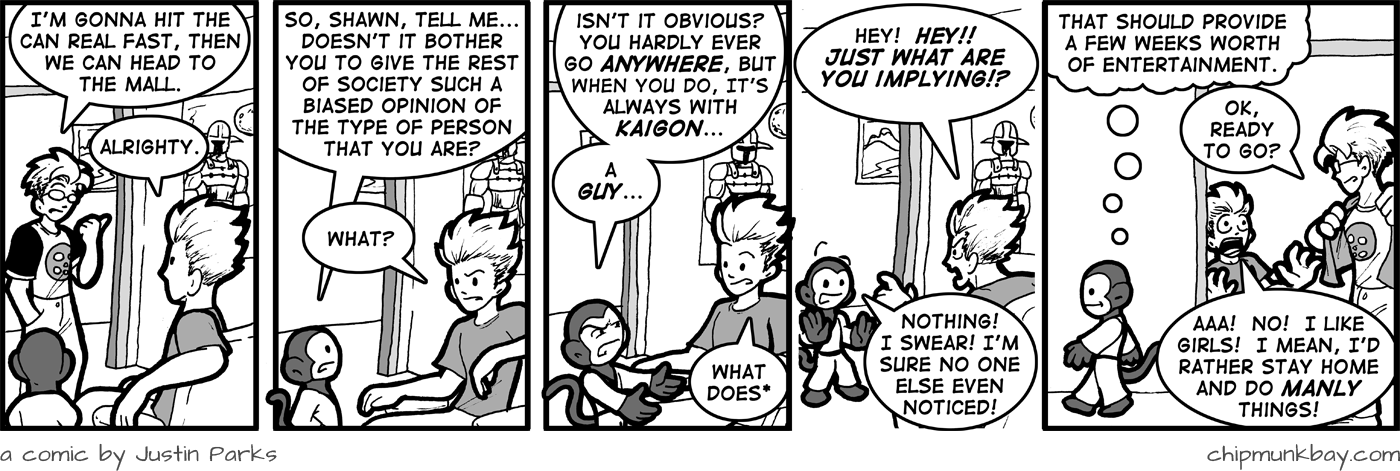 I'M GONNA HIT THE
CAN REAL FAST, THEN
WE CAN HEAD TO
THE MALL.
ALRIGHTY.
SO, SHAWN, TELL ME...
DOESN'T IT BOTHER
YOU TO GIVE THE REST
OF SOCIETY SUCH A
BIASED OPINION OF
THE TYPE OF PERSON
THAT YOU ARE?
WHAT?
ISN'T IT OBVIOUS?
YOU HARDLY EVER
GO ANYWHERE, BUT
WHEN YOU DO, IT'S
ALWAYS WITH
KAIGON...
A
GUY...
WHAT
DOES*
HEY! HEY!!
JUST WHAT ARE
YOU IMPLYING!?
NOTHING!
I SWEAR! I'M
SURE NO ONE
ELSE EVEN
NOTICED!
THAT SHOULD PROVIDE
A FEW WEEKS WORTH
OF ENTERTAINMENT.
OK,
READY
TO GO?
AAA! NO! I LIKE
GIRLS! I MEAN, I'D
RATHER STAY HOME
AND DO MANLY
THINGS!
a comic by Justin Parks
chipmunkbay.com